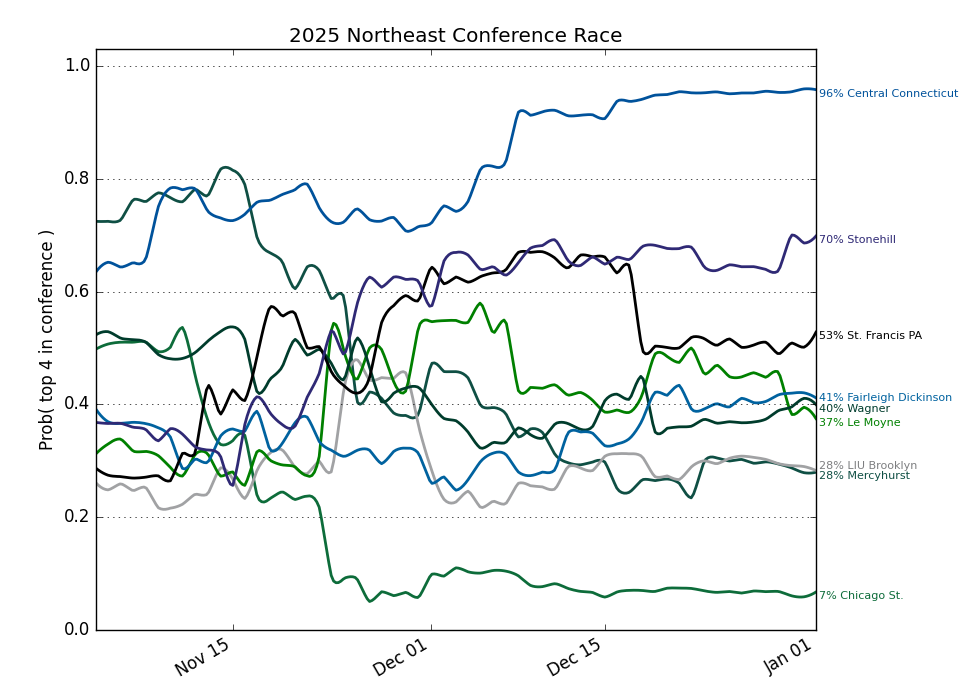 2025 Northeast Conference Race
Prob( top 4 in conference )
1.0
0.8
0.6
0.4
0.2
0.0
Nov 15
Dec 01
Dec 15
Jan 01
96% Central Connecticut
70% Stonehill
53% St. Francis PA
41% Fairleigh Dickinson
40% Wagner
37% Le Moyne
28% LIU Brooklyn
28% Mercyhurst
7% Chicago St.